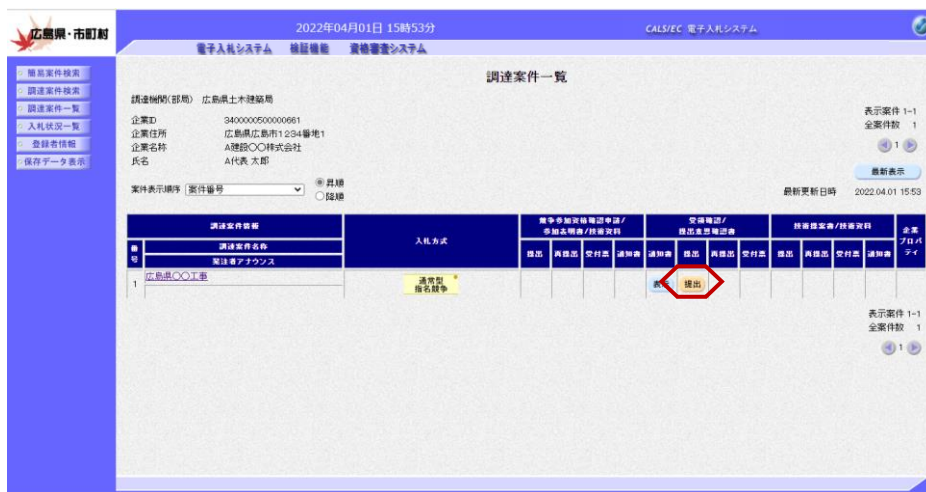 広島県・市町村
2022年04月01日 15時53分
CALS/EC 電子入札システム
電子入札システム 検証機能 資格審査システム
簡易案件検索
調達案件検索
調達案件一覧
入札状況一覧
登録者情報
保存データ表示
調達案件一覧
調達機関(部局) 広島県土木建築局
企業ID 3400000500000661
企業住所 広島県広島市1234番地1
企業名称 A建設〇〇株式会社
氏名 A代表 太郎
表示案件 1-1
全案件数 1
1
最新表示
案件表示順序 案件番号
昇順
降順
最新更新日時 2022.04.01 15:53
調達案件情報
入札方式
競争参加資格確認申請/
参加表明書/技術資料
受領確認/
提出意思確認書
技術提案書/技術資料
企業
プロパ
ティ
番
号
調達案件名称
発注者アナウンス
提出 再提出 受付票 通知書 通知書 提出 再提出 受付票 提出 再提出 受付票 通知書
1
広島県〇〇工事
通常型
指名競争
表示
提出
表示案件 1-1
全案件数 1
1